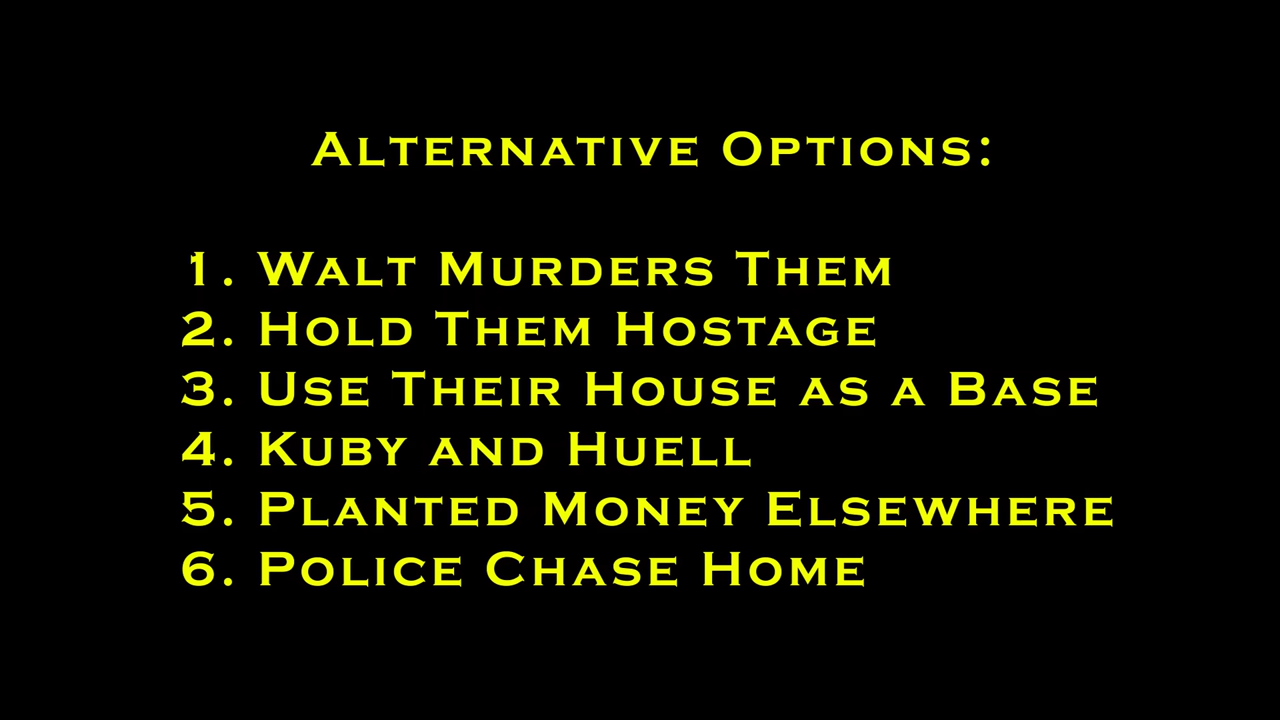 Alternative Options:
1. Walt Murders Them
2. Hold Them Hostage
3. Use Their House as a Base
4. Kuby and Huell
5. Planted Money Elsewhere
6. Police Chase Home